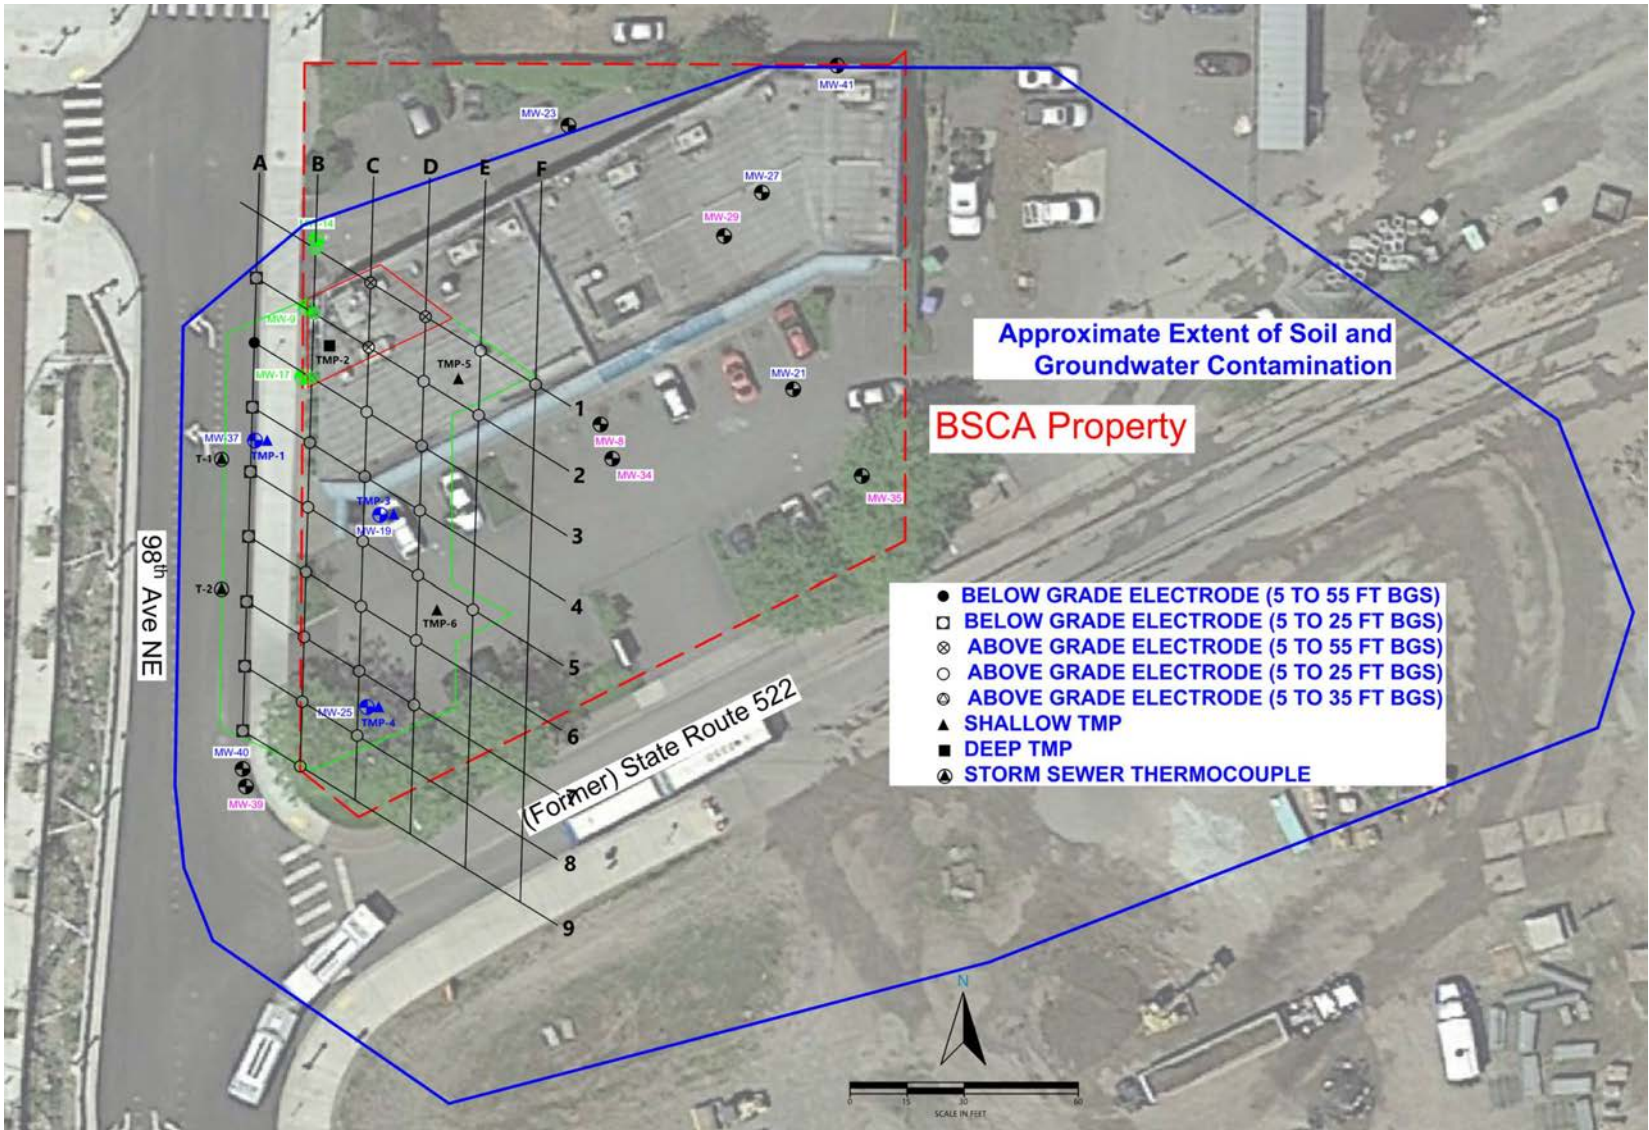 MW-41
MW-23
A
B
C
D
E
F
MW-27
MW-29
MW-14
MW-9
TMP-2
TMP-5
MW-17
MW-21
1
MW-37
TMP-1
T-1
MW-8
MW-34
2
MW-35
TMP-3
MW-19
3
T-2
TMP-6
4
5
MW-25
TMP-4
6
7
MW-40
MW-39
8
9
Approximate Extent of Soil and
Groundwater Contamination
BSCA Property
98th Ave NE
(Former) State Route 522
BELOW GRADE ELECTRODE (5 TO 55 FT BGS)
BELOW GRADE ELECTRODE (5 TO 25 FT BGS)
ABOVE GRADE ELECTRODE (5 TO 55 FT BGS)
ABOVE GRADE ELECTRODE (5 TO 25 FT BGS)
ABOVE GRADE ELECTRODE (5 TO 35 FT BGS)
SHALLOW TMP
DEEP TMP
STORM SEWER THERMOCOUPLE
N
0 15 30 60
SCALE IN FEET